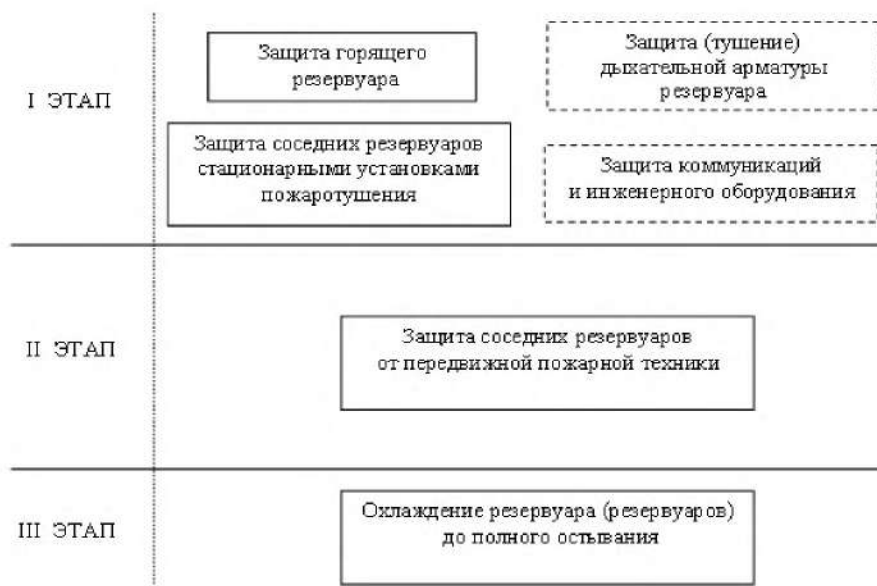 I ЭТАП
Защита горящего
резервуара
Защита (тушение)
дыхательной арматуры
резервуара
Защита соседних резервуаров
стационарными установками
пожаротушения
Защита коммуникаций
и инженерного оборудования
II ЭТАП
Защита соседних резервуаров
от передвижной пожарной техники
III ЭТАП
Охлаждение резервуара (резервуаров)
до полного остывания